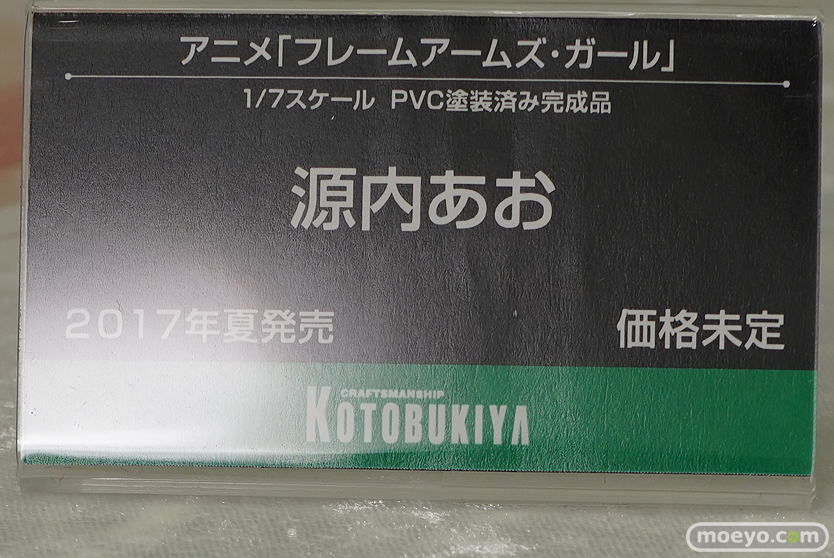 アニメ「フレームアームズ・ガール」
1/7スケール PVC塗装済み完成品
源内あお
2017年夏発売 価格未定
CRAFTSMANSHIP
KOTOBUKIYA
moeyo.com